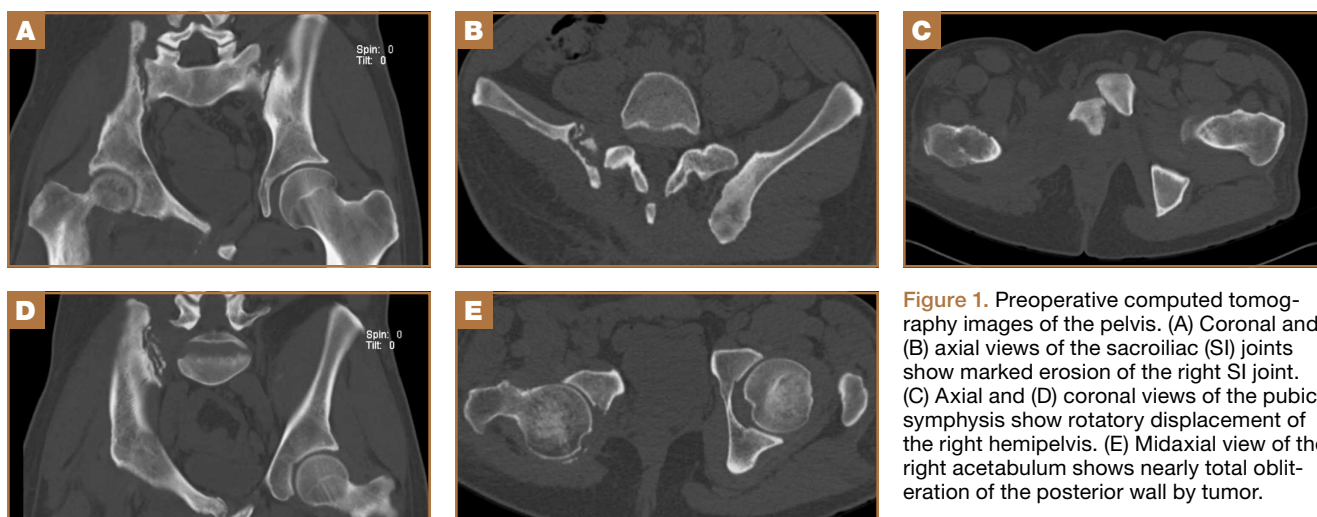 A
Spin: 0
Tilt: 0
B
C
D
Spin: 0
Tilt: 0
E
Figure 1. Preoperative computed tomog-
raphy images of the pelvis. (A) Coronal and
(B) axial views of the sacroiliac (SI) joints
show marked erosion of the right SI joint.
(C) Axial and (D) coronal views of the pubic
symphysis show rotatory displacement of
the right hemipelvis. (E) Midaxial view of the
right acetabulum shows nearly total oblit-
eration of the posterior wall by tumor.